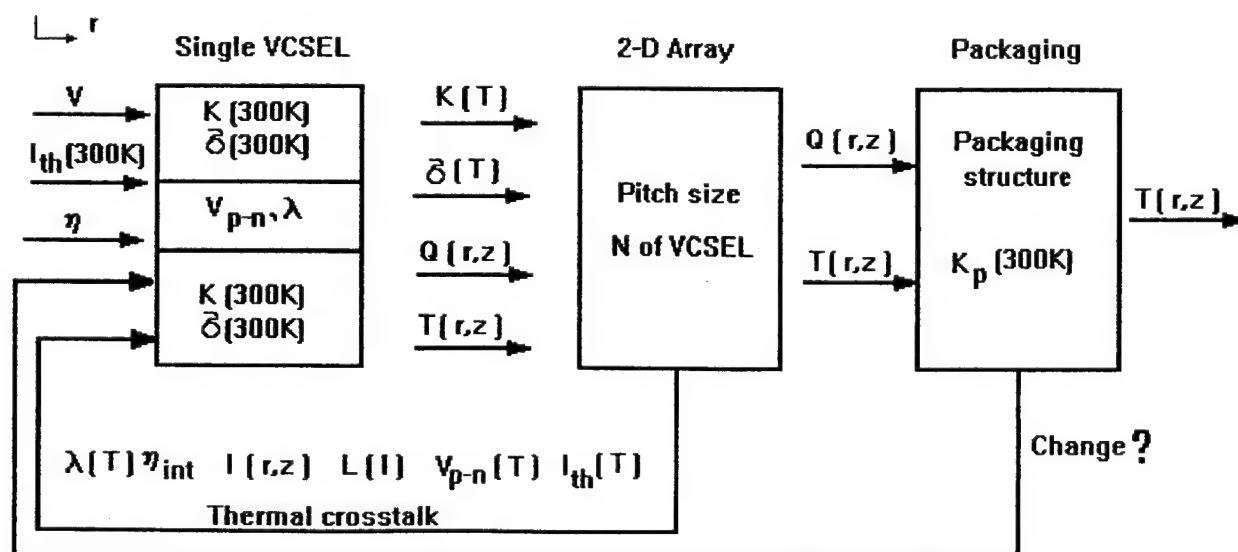 r
Single VCSEL
2-D Array
Packaging
V
I_th(300K)
η
K (300K)
δ̄(300K)
V_p-n, λ
K (300K)
δ̄(300K)
K(T)
δ̄(T)
Q(r,z)
T(r,z)
Pitch size
N of VCSEL
Q(r,z)
T(r,z)
Packaging
structure
K_p (300K)
T(r,z)
Change ?
λ(T) η_int I(r,z) L(I) V_p-n(T) I_th(T)
Thermal crosstalk